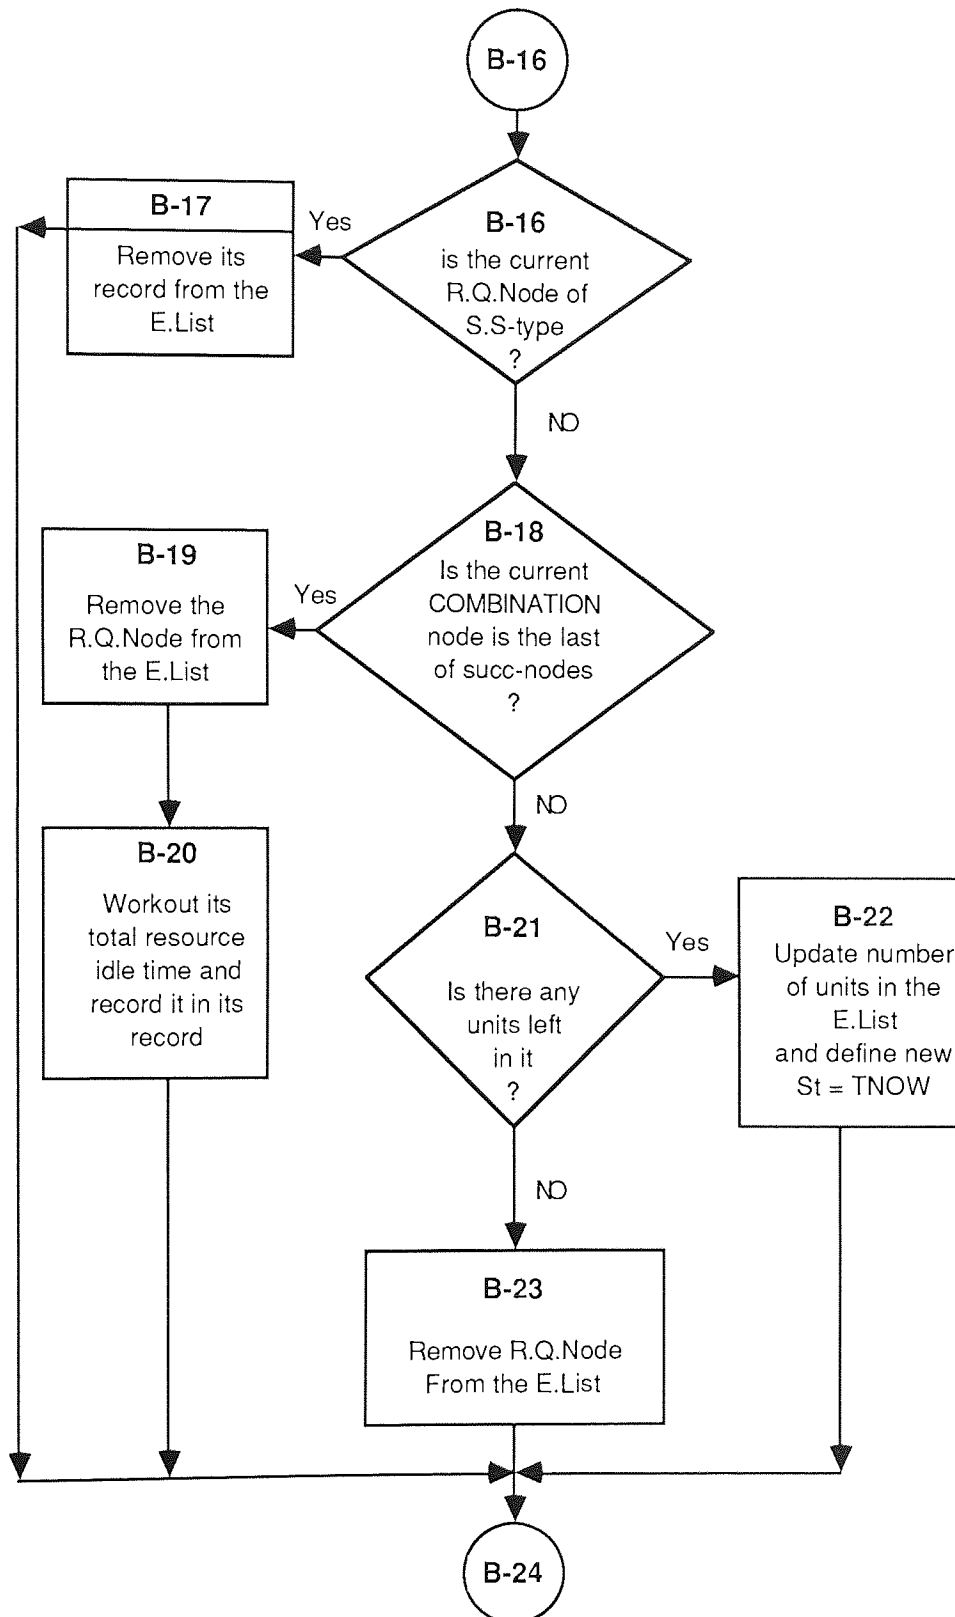 B-16
B-17
Remove its
record from the
E.List
Yes
B-16
is the current
R.Q.Node of
S.S-type
?
NO
B-18
Is the current
COMBINATION
node is the last
of succ-nodes
?
Yes
B-19
Remove the
R.Q.Node from
the E.List
NO
B-20
Workout its
total resource
idle time and
record it in its
record
B-21
Is there any
units left
in it
?
Yes
B-22
Update number
of units in the
E.List
and define new
St = TNOW
NO
B-23
Remove R.Q.Node
From the E.List
B-24